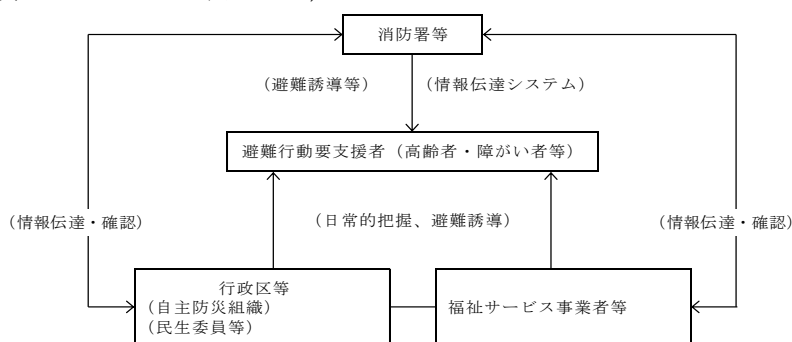 消防署等
（避難誘導等）
（情報伝達システム）
避難行動要支援者（高齢者・障がい者等）
（情報伝達・確認）
（日常的把握、避難誘導）
（情報伝達・確認）
行政区等
（自主防災組織）
（民生委員等）
福祉サービス事業者等